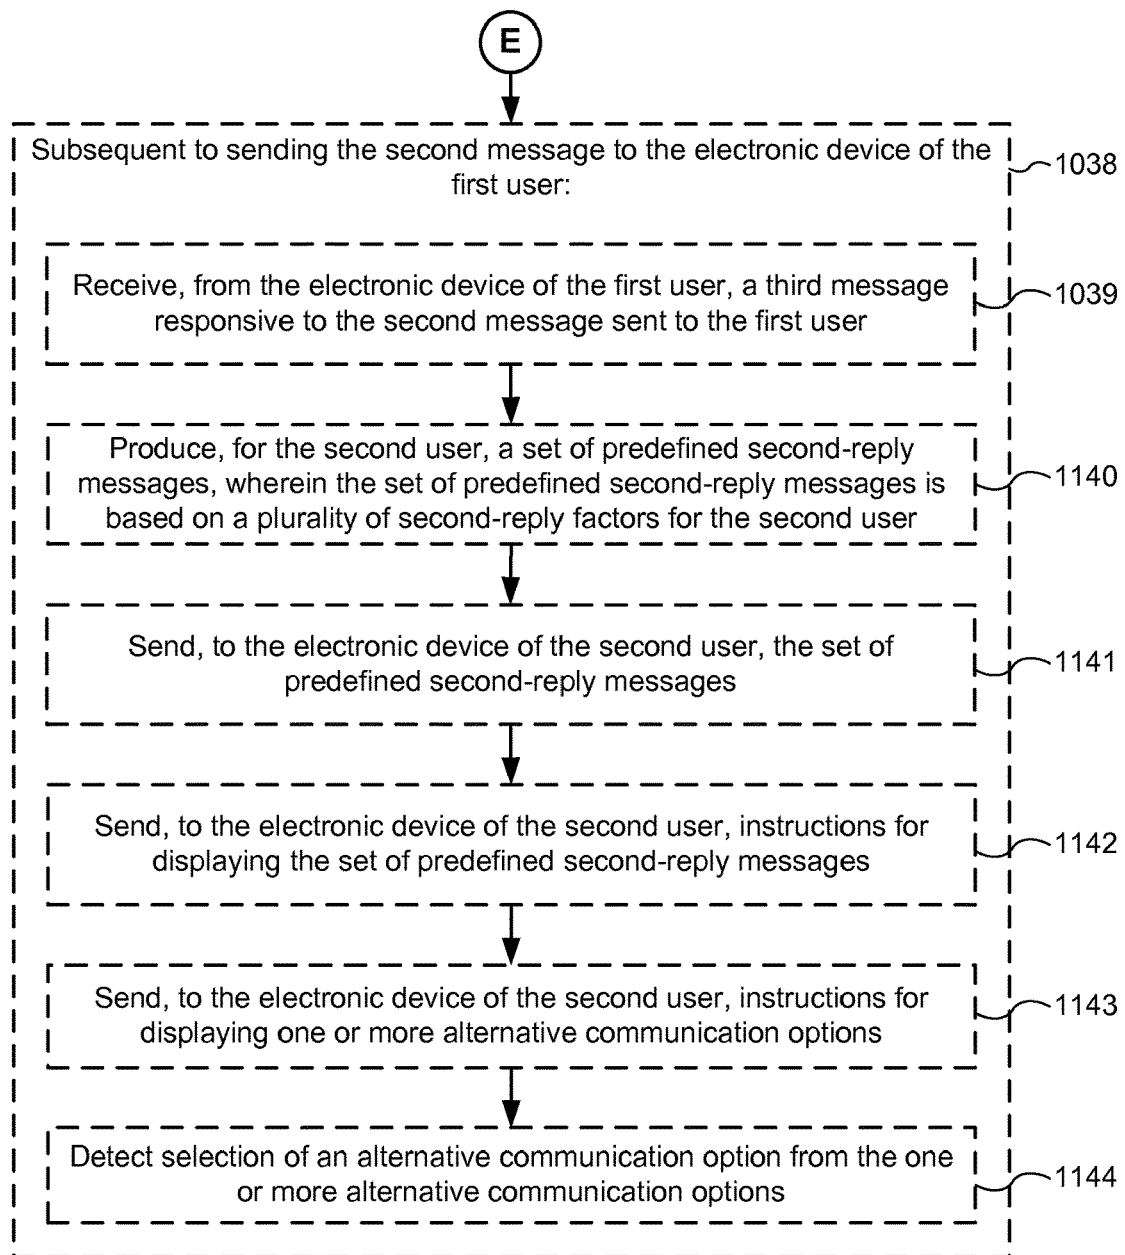 E
Subsequent to sending the second message to the electronic device of the
first user:
1038
Receive, from the electronic device of the first user, a third message
responsive to the second message sent to the first user
1039
Produce, for the second user, a set of predefined second-reply
messages, wherein the set of predefined second-reply messages is
based on a plurality of second-reply factors for the second user
1140
Send, to the electronic device of the second user, the set of
predefined second-reply messages
1141
Send, to the electronic device of the second user, instructions for
displaying the set of predefined second-reply messages
1142
Send, to the electronic device of the second user, instructions for
displaying one or more alternative communication options
1143
Detect selection of an alternative communication option from the one
or more alternative communication options
1144